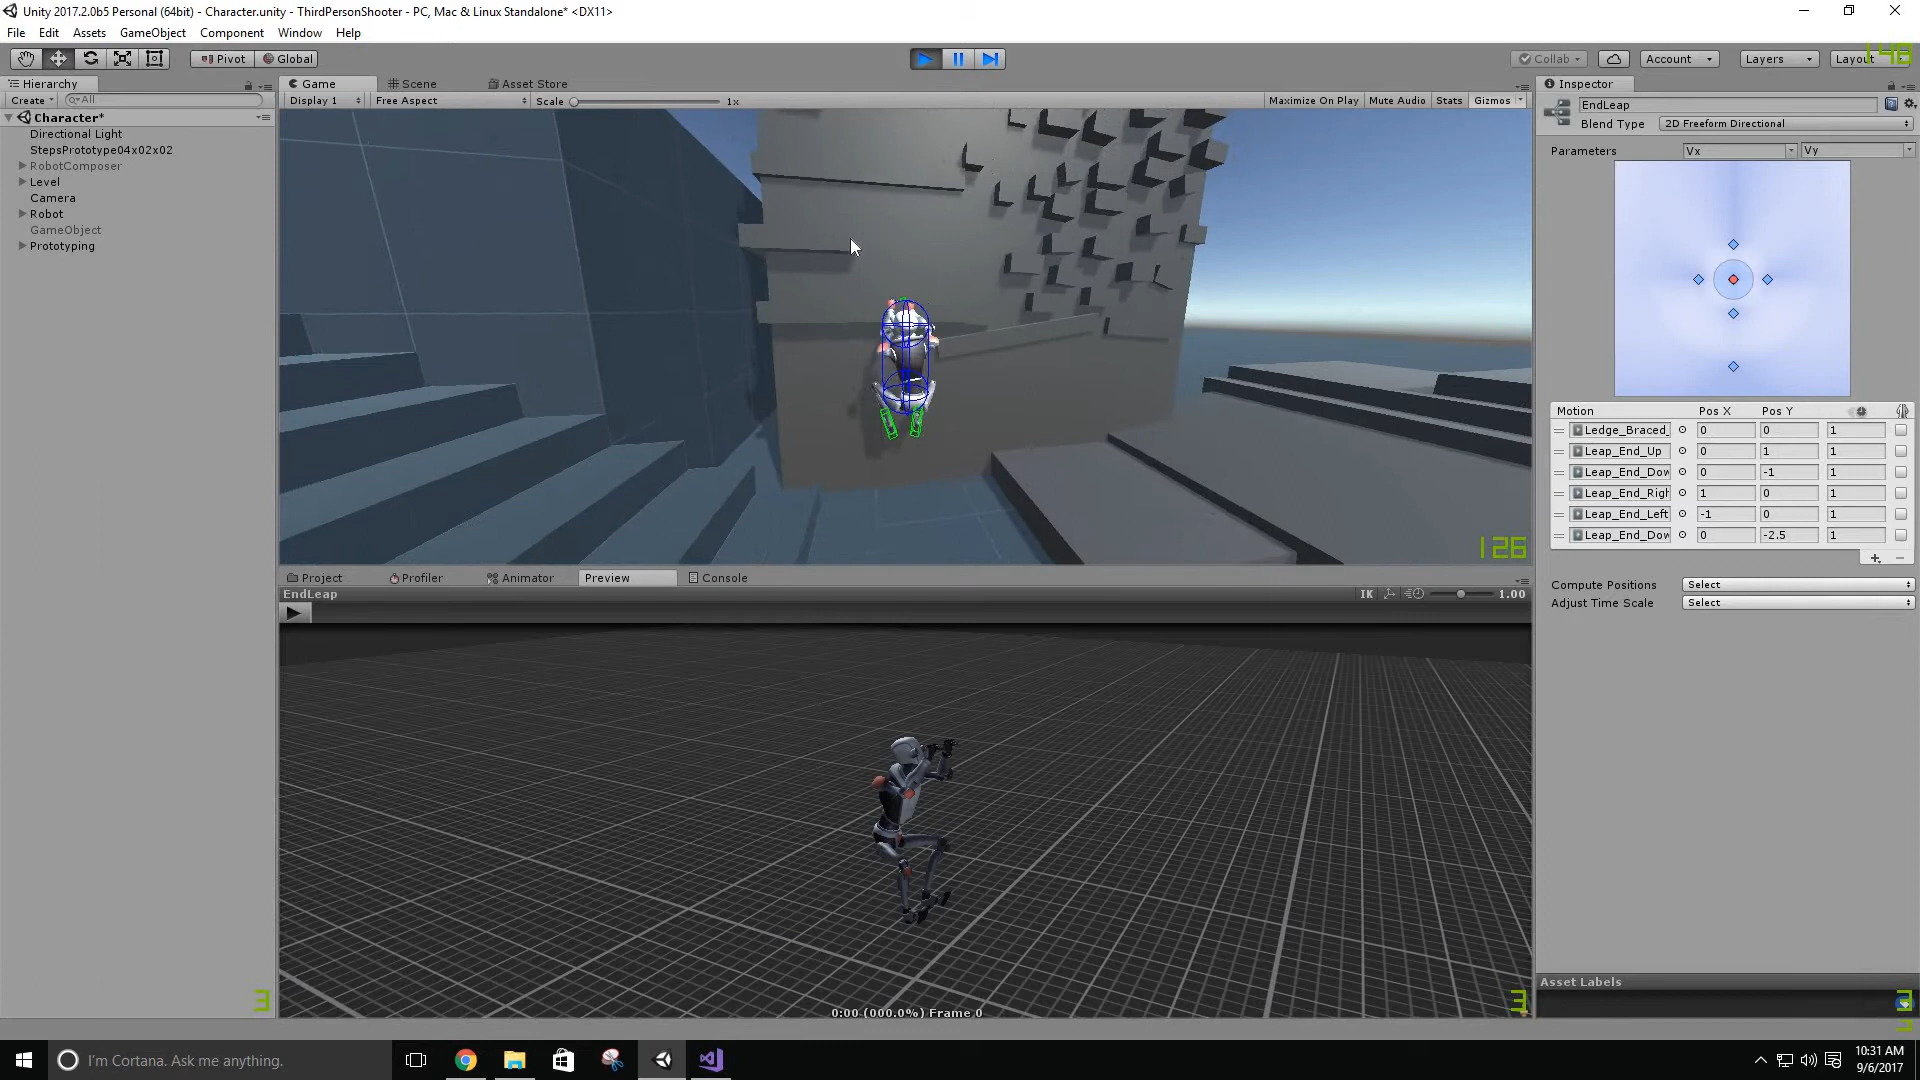 Unity 2017.2.0b5 Personal (64bit) - Character.unity - ThirdPersonShooter - PC, Mac & Linux Standalone* <DX11>
File Edit Assets GameObject Component Window Help
Pivot Global
Collab Account Layers Layout
148
Hierarchy
Create All
Character*
Directional Light
StepsPrototype04x02x02
RobotComposer
Level
Camera
Robot
GameObject
Prototyping
3
Game Scene Asset Store
Display 1 Free Aspect Scale 1x Maximize On Play Mute Audio Stats Gizmos
126
Project Profiler Animator Preview Console
EndLeap IK 1.00
0:00 (000.0%) Frame 0
3
Inspector
EndLeap
Blend Type 2D Freeform Directional
Parameters Vx Vy
Motion Pos X Pos Y
Ledge_Braced_ 0 0 1
Leap_End_Up 0 1 1
Leap_End_Dow 0 -1 1
Leap_End_Righ 1 0 1
Leap_End_Left -1 0 1
Leap_End_Dow 0 -2.5 1
Compute Positions Select
Adjust Time Scale Select
Asset Labels
3
I'm Cortana. Ask me anything.
10:31 AM
9/6/2017